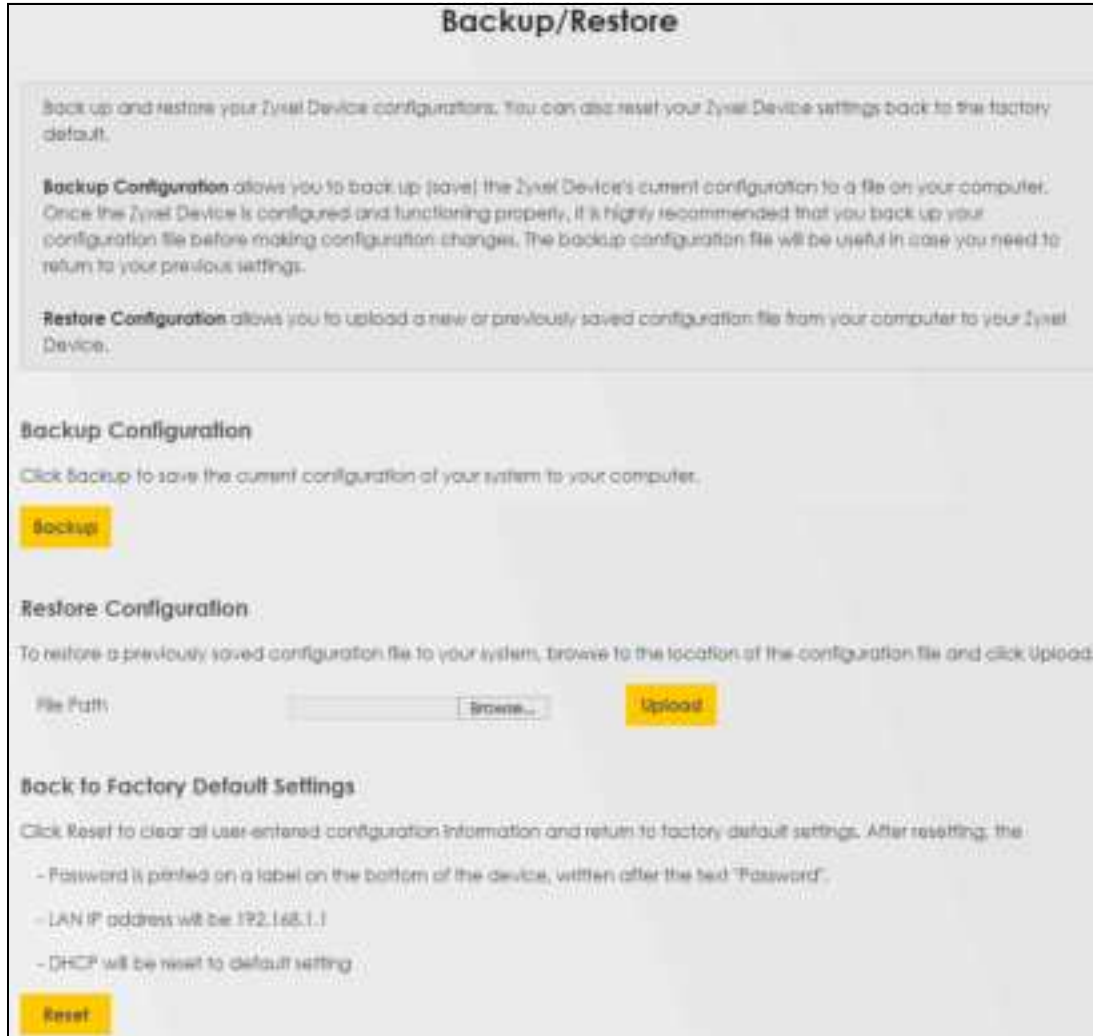 Backup/Restore
Back up and restore your Zyxel Device configurations. You can also reset your Zyxel Device settings back to the factory
default.
Backup Configuration allows you to back up (save) the Zyxel Device's current configuration to a file on your computer.
Once the Zyxel Device is configured and functioning properly, it is highly recommended that you back up your
configuration file before making configuration changes. The backup configuration file will be useful in case you need to
return to your previous settings.
Restore Configuration allows you to upload a new or previously saved configuration file from your computer to your Zyxel
Device.
Backup Configuration
Click Backup to save the current configuration of your system to your computer.
Backup
Restore Configuration
To restore a previously saved configuration file to your system, browse to the location of the configuration file and click Upload.
File Path Browse... Upload
Back to Factory Default Settings
Click Reset to clear all user-entered configuration information and return to factory default settings. After resetting, the
- Password is printed on a label on the bottom of the device, written after the text "Password".
- LAN IP address will be 192.168.1.1
- DHCP will be reset to default setting
Reset